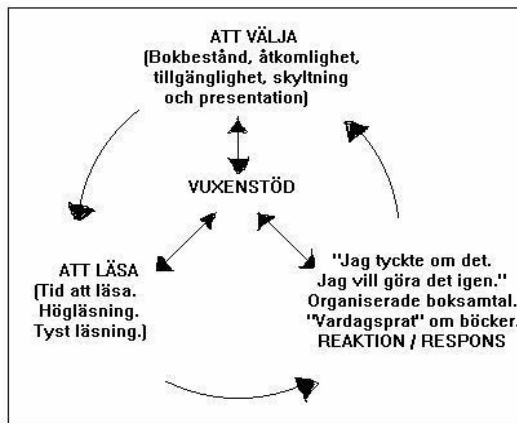 ATT VÄLJA
(Bokbestånd, åtkomlighet,
tillgänglighet, skyltning
och presentation)
VUXENSTÖD
ATT LÄSA
(Tid att läsa.
Högläsning.
Tyst läsning.)
"Jag tyckte om det.
Jag vill göra det igen."
Organiserade boksamtal.
"Vardagsprat" om böcker.
REAKTION / RESPONS